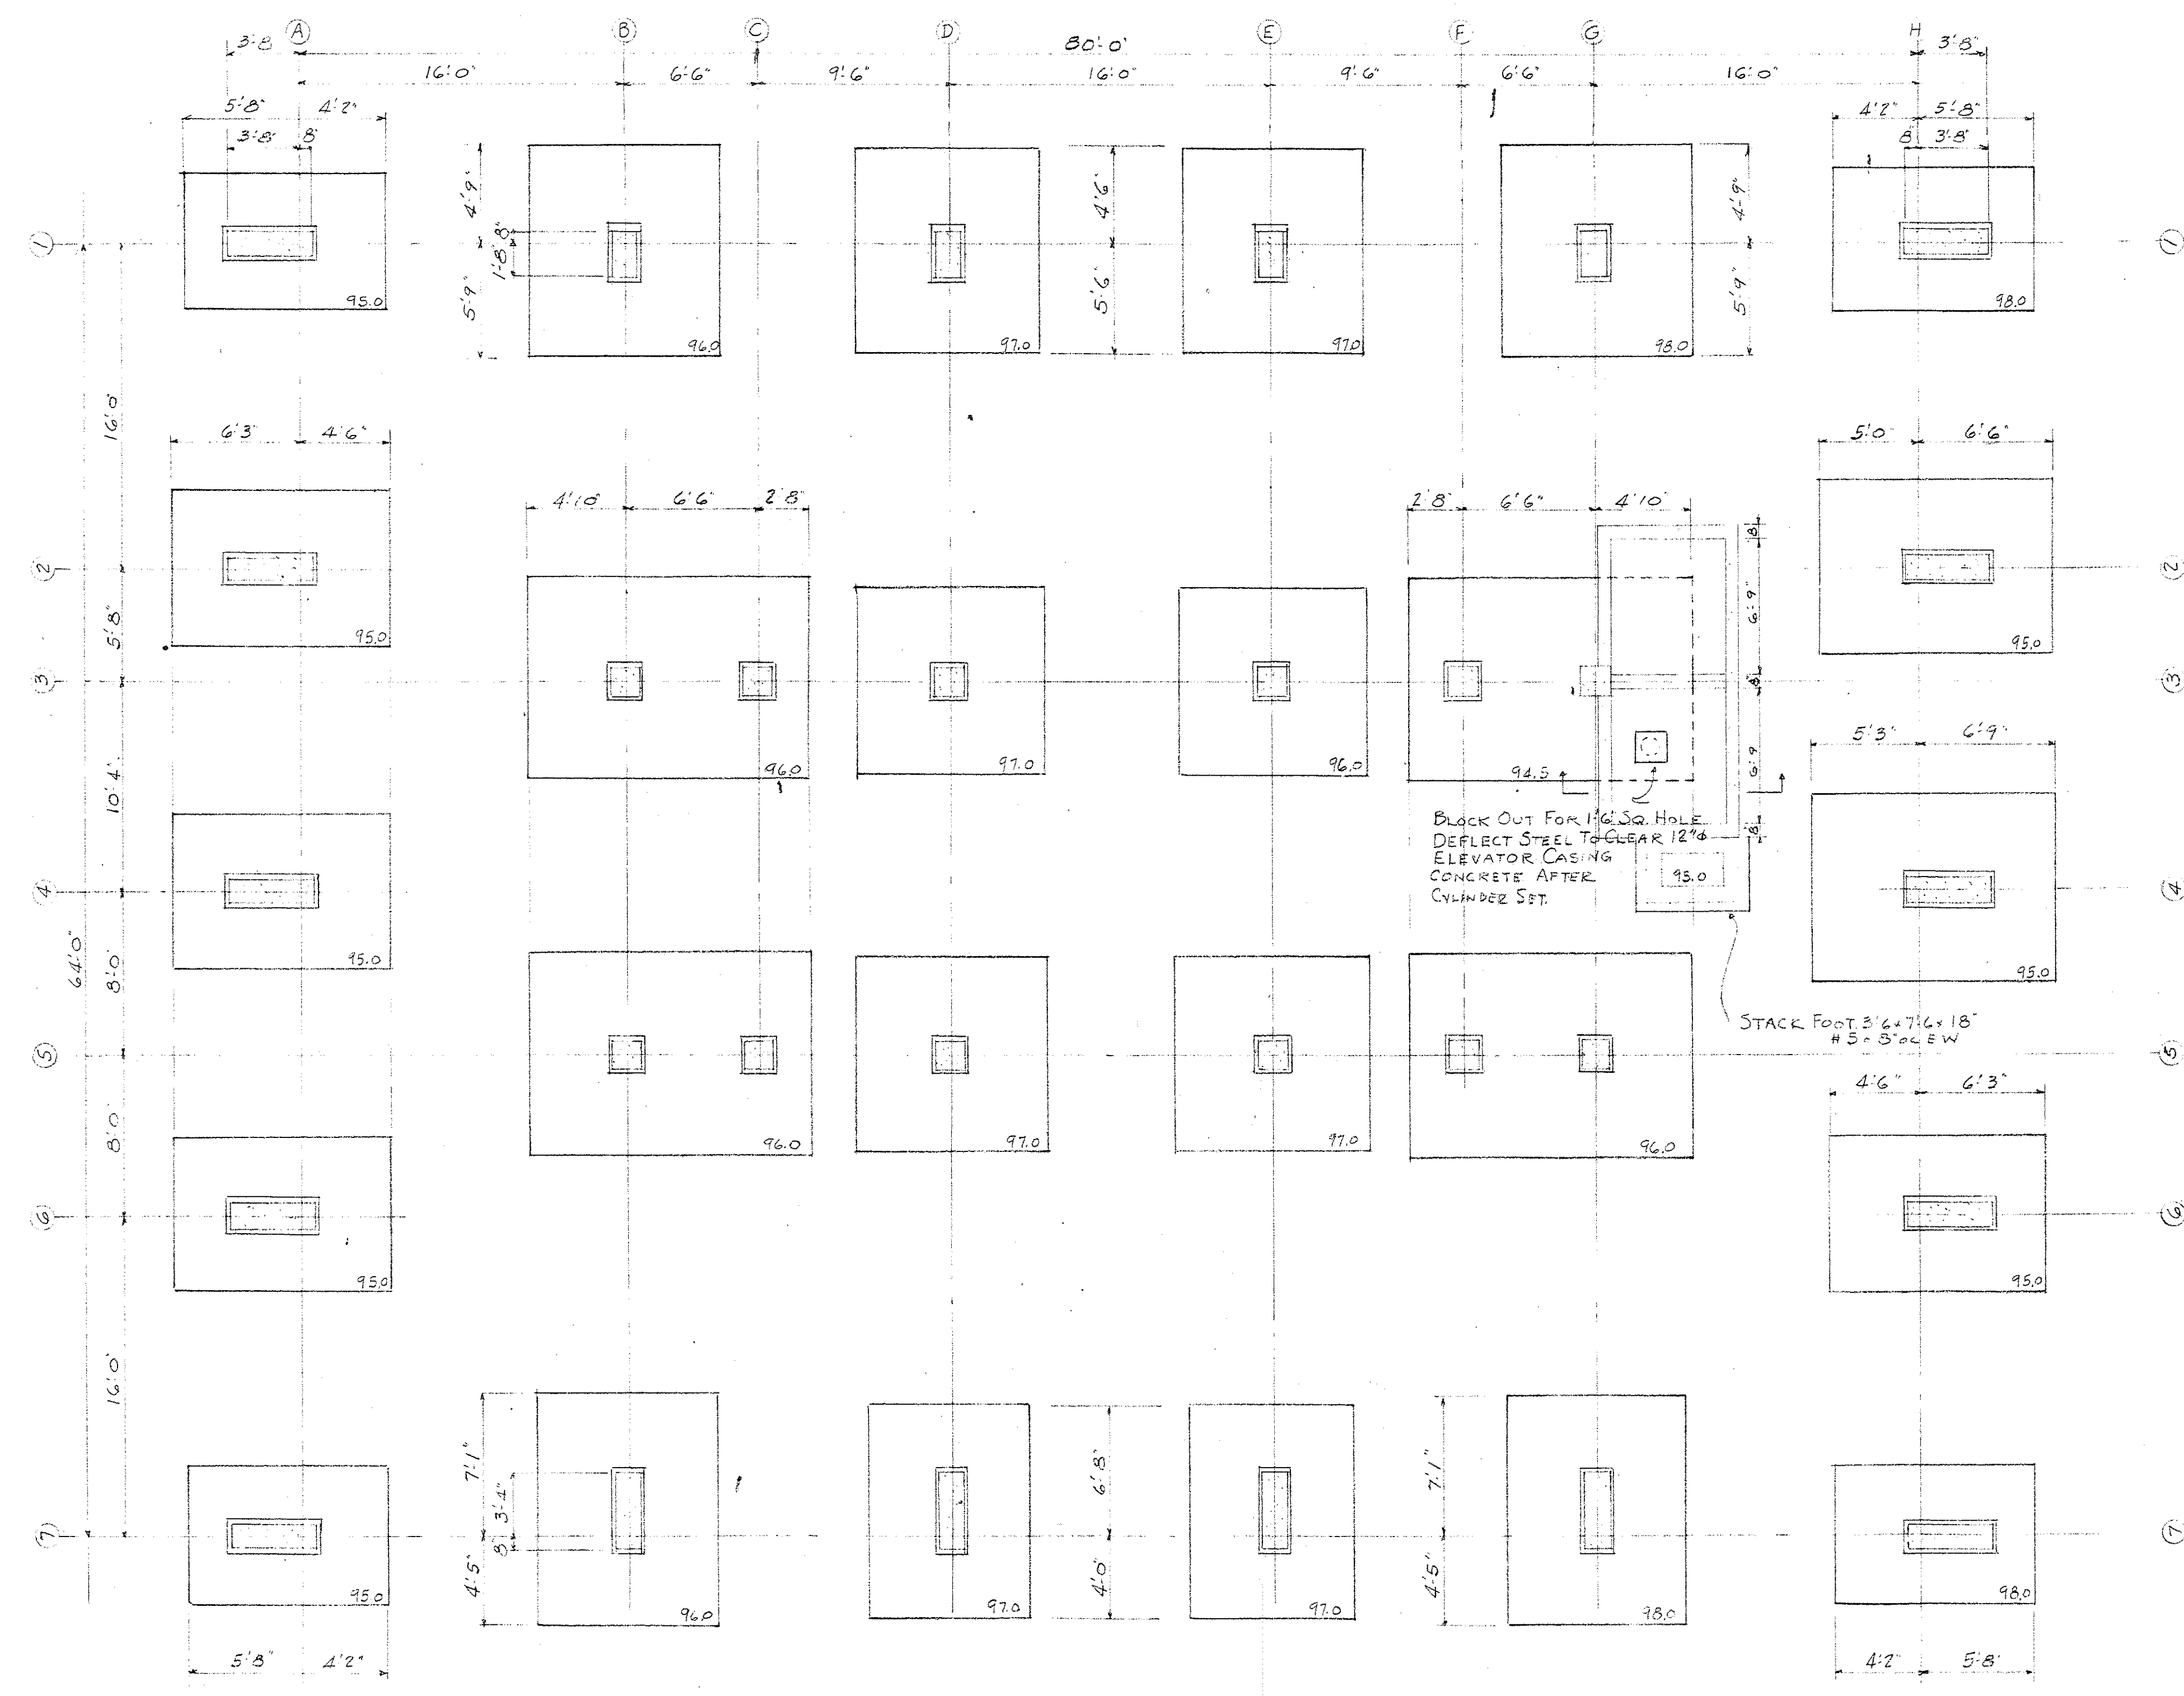 A B C D E F G H
3'-8 80'-0" 3'-8"
16'-0" 6'-6" 9'-6" 16'-0" 9'-6" 6'-6" 16'-0"
5'-8" 4'-2" 4'-2" 5'-8"
3'-8" 8" 8 3'-8"
4'-9" 4'-6" 4'-9"
1 8" 1
1'-8"
5'-9" 5'-6" 5'-9"
95.0 98.0
96.0 97.0 97.0 98.0
16'-0"
6'-3" 4'-6" 5'-0" 6'-6"
4'-10" 6'-6" 2'-8" 2'-8" 6'-6" 4'-10"
8
2 2
6'-9"
5'-8"
95.0 95.0
3 8 3
5'-3" 6'-9"
6'-9
10'-4"
96.0 97.0 96.0 94.5
BLOCK OUT FOR 1'-6" SQ. HOLE
DEFLECT STEEL TO CLEAR 12"φ
ELEVATOR CASING
CONCRETE AFTER
CYLINDER SET.
8
95.0
4 4
64'-0"
8'-0"
95.0 95.0
STACK FOOT. 3'6 x 7'-6 x 18"
5 5
4'-6" 6'-3"
8'-0"
96.0 97.0 97.0 96.0
6 6
95.0 95.0
16'-0"
7'-1" 6'-8" 7'-1"
3'-4"
7 8" 7
4'-5" 4'-0" 4'-5"
95.0 98.0
96.0 97.0 97.0 98.0
5'-8" 4'-2" 4'-2" 5'-8"